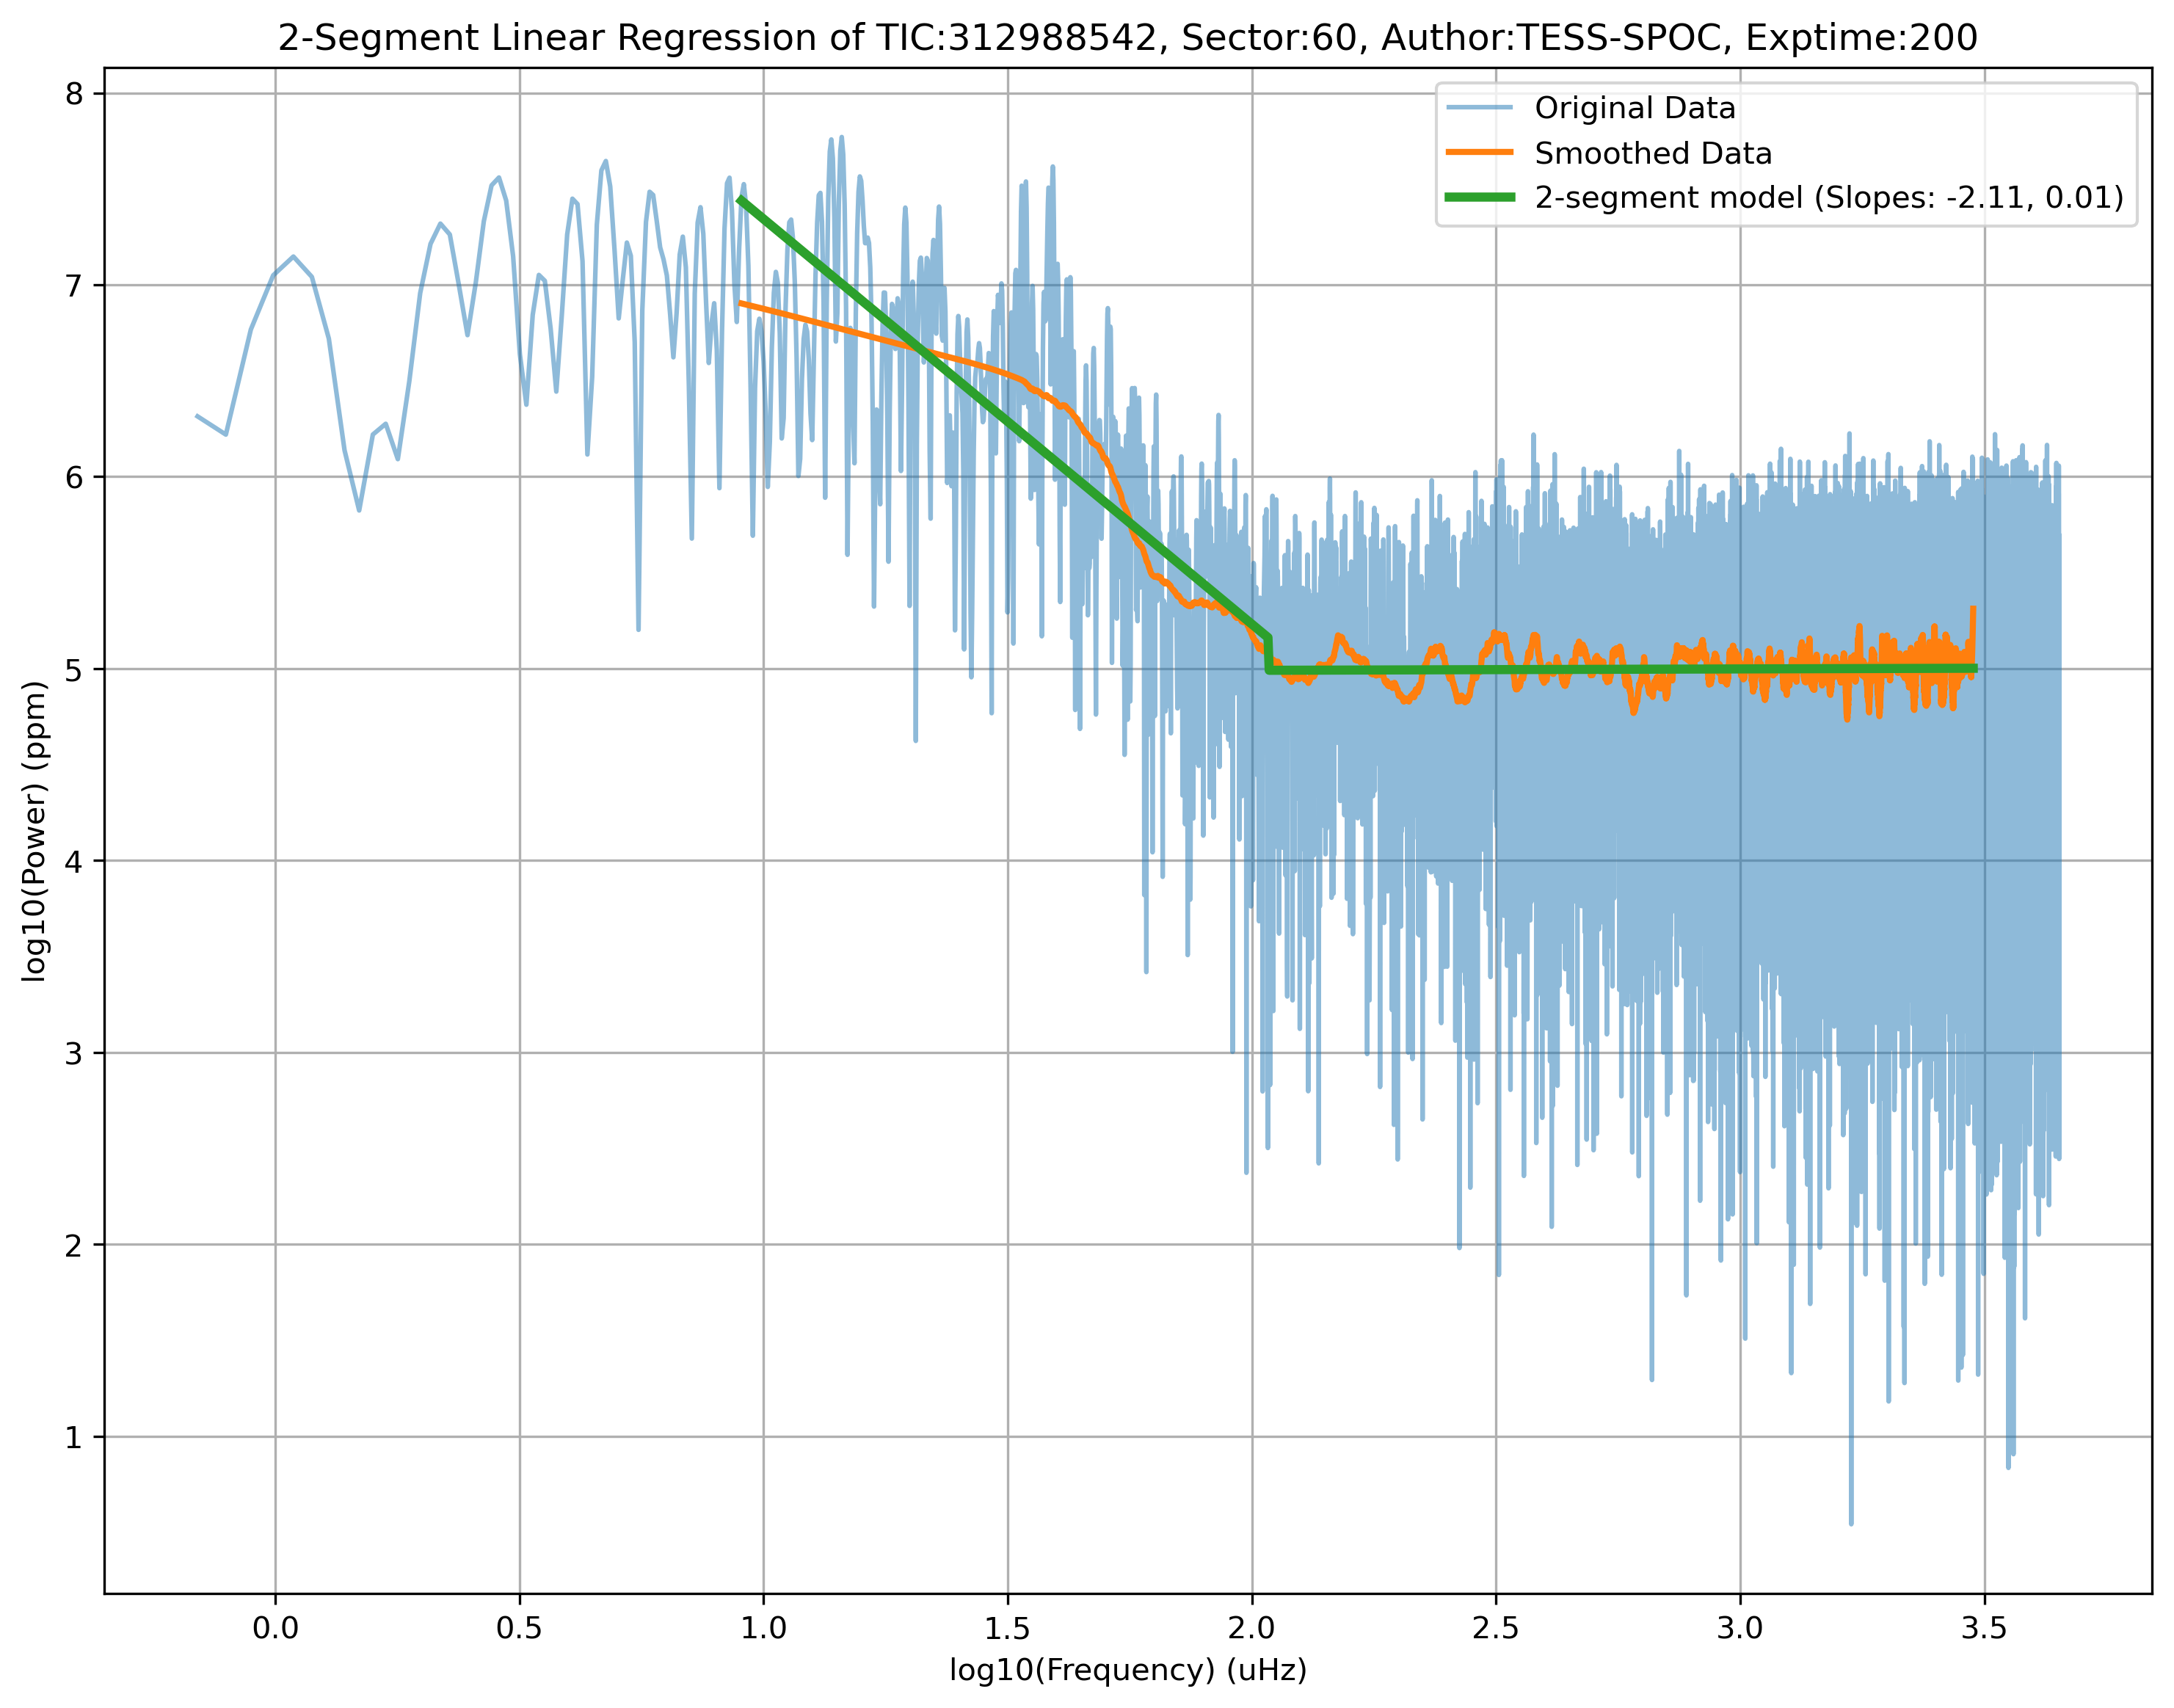 2-Segment Linear Regression of TIC:312988542, Sector:60, Author:TESS-SPOC, Exptime:200
Original Data
Smoothed Data
2-segment model (Slopes: -2.11, 0.01)
log10(Power) (ppm)
8
7
6
5
4
3
2
1
0.0 0.5 1.0 1.5 2.0 2.5 3.0 3.5
log10(Frequency) (uHz)